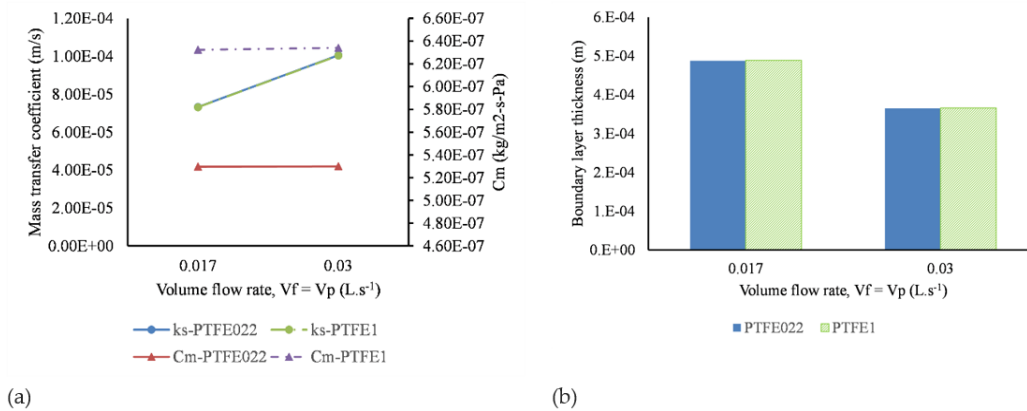 1.20E-04
1.00E-04
8.00E-05
6.00E-05
4.00E-05
2.00E-05
0.00E+00
Mass transfer coefficient (m/s)
6.60E-07
6.40E-07
6.20E-07
6.00E-07
5.80E-07
5.60E-07
5.40E-07
5.20E-07
5.00E-07
4.80E-07
4.60E-07
Cm (kg/m2-s-Pa)
0.017 0.03
Volume flow rate, Vf = Vp (L.s-1)
ks-PTFE022 ks-PTFE1
Cm-PTFE022 Cm-PTFE1
(a)
6.E-04
5.E-04
4.E-04
3.E-04
2.E-04
1.E-04
0.E+00
Boundary layer thickness (m)
0.017 0.03
Volume flow rate, Vf = Vp (L.s-1)
PTFE022 PTFE1
(b)